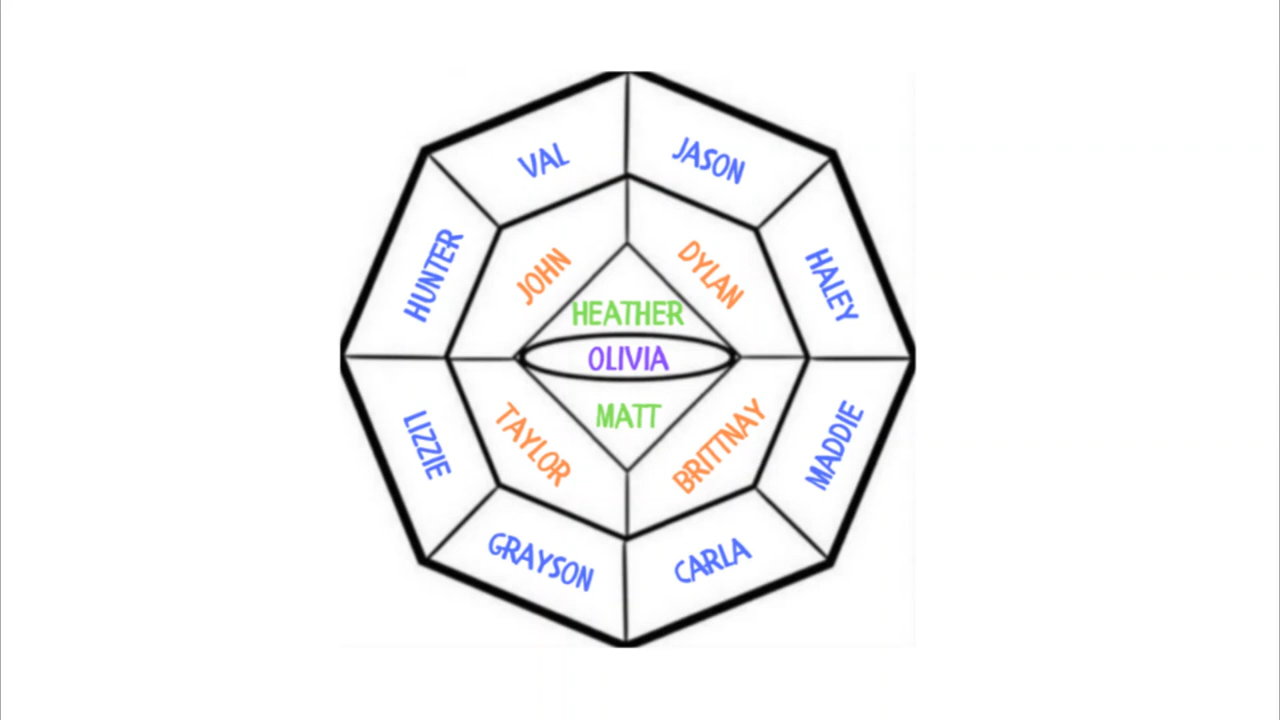 VAL
JASON
HUNTER
JOHN
DYLAN
HALEY
HEATHER
OLIVIA
MATT
LIZZIE
TAYLOR
BRITTNAY
MADDIE
GRAYSON
CARLA